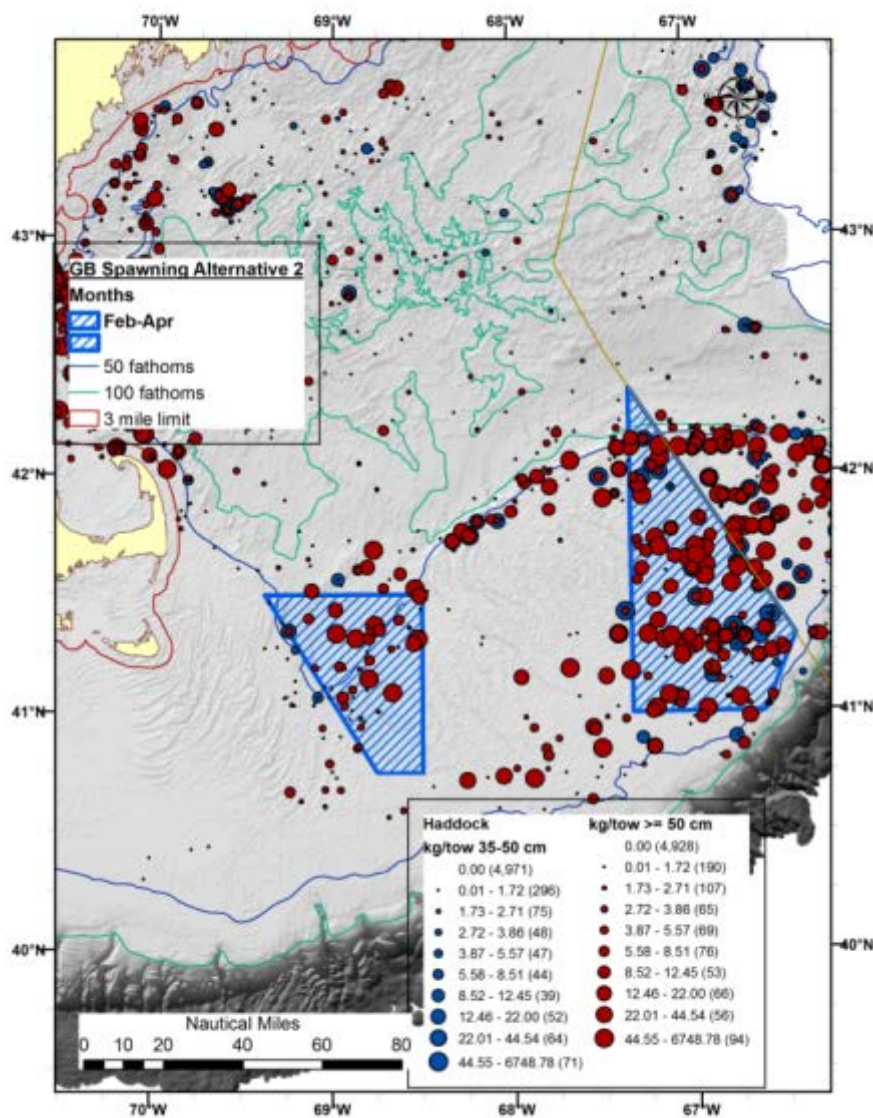 70°W 69°W 68°W 67°W
43°N 43°N
GB Spawning Alternative 2
Months
Feb-Apr
50 fathoms
100 fathoms
3 mile limit
42°N 42°N
41°N 41°N
Haddock
kg/tow 35-50 cm
0.00 (4,971)
0.01 - 1.72 (296)
1.73 - 2.71 (75)
2.72 - 3.86 (48)
3.87 - 5.57 (47)
5.58 - 8.51 (44)
8.52 - 12.45 (39)
12.46 - 22.00 (52)
22.01 - 44.54 (64)
44.55 - 6748.78 (71)
kg/tow >= 50 cm
0.00 (4,928)
0.01 - 1.72 (190)
1.73 - 2.71 (107)
2.72 - 3.86 (65)
3.87 - 5.57 (69)
5.58 - 8.51 (76)
8.52 - 12.45 (53)
12.46 - 22.00 (66)
22.01 - 44.54 (56)
44.55 - 6748.78 (94)
40°N 40°N
Nautical Miles
0 10 20 40 60 80
70°W 69°W 68°W 67°W